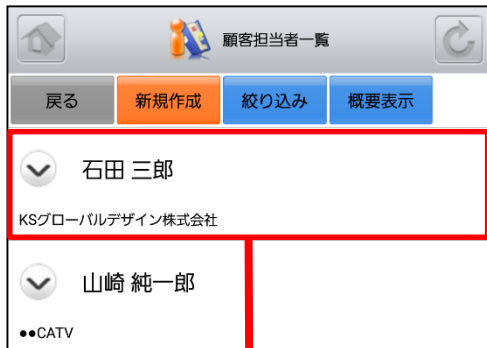 顧客担当者一覧
戻る 新規作成 絞り込み 概要表示
石田 三郎
KSグローバルデザイン株式会社
山崎 純一郎
●●CATV